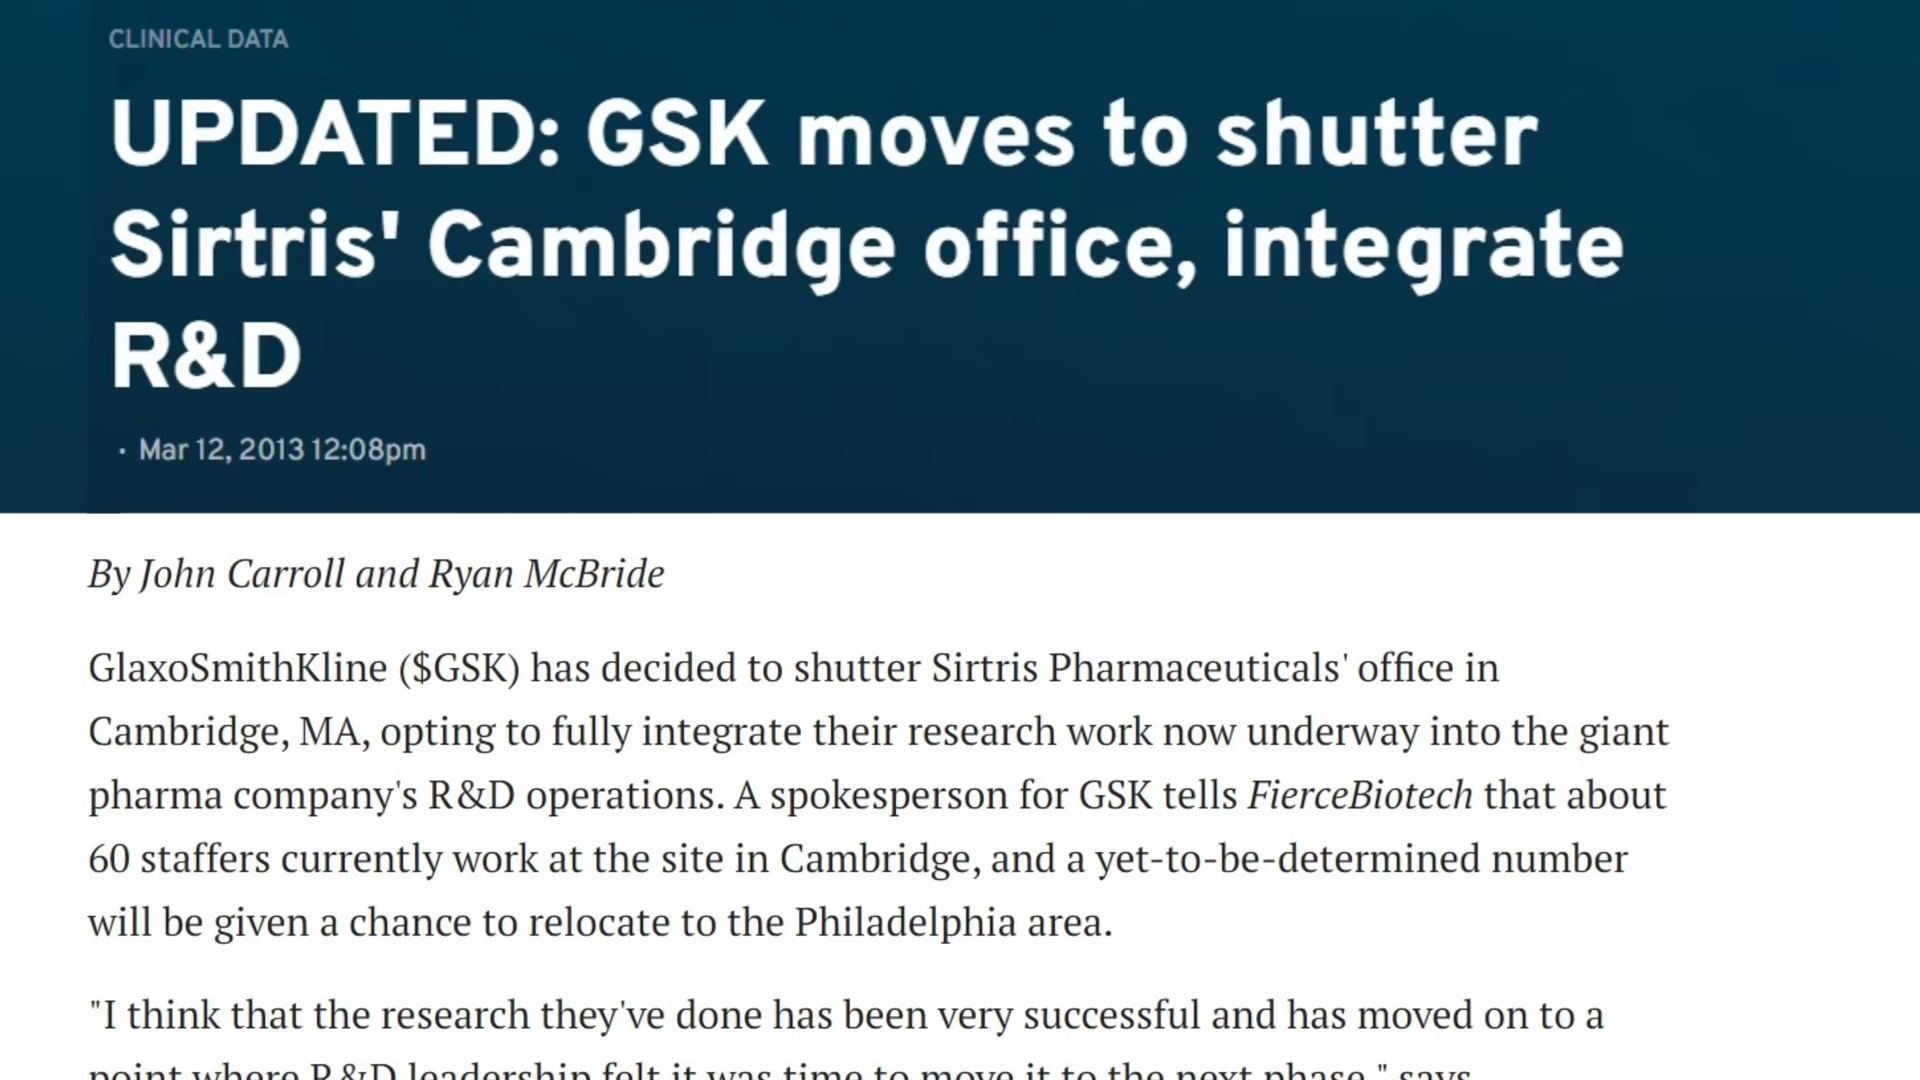 CLINICAL DATA
UPDATED: GSK moves to shutter
Sirtris' Cambridge office, integrate
R&D
· Mar 12, 2013 12:08pm
By John Carroll and Ryan McBride
GlaxoSmithKline ($GSK) has decided to shutter Sirtris Pharmaceuticals' office in
Cambridge, MA, opting to fully integrate their research work now underway into the giant
pharma company's R&D operations. A spokesperson for GSK tells FierceBiotech that about
60 staffers currently work at the site in Cambridge, and a yet-to-be-determined number
will be given a chance to relocate to the Philadelphia area.
"I think that the research they've done has been very successful and has moved on to a
point where R&D leadership felt it was time to move it to the next phase," says